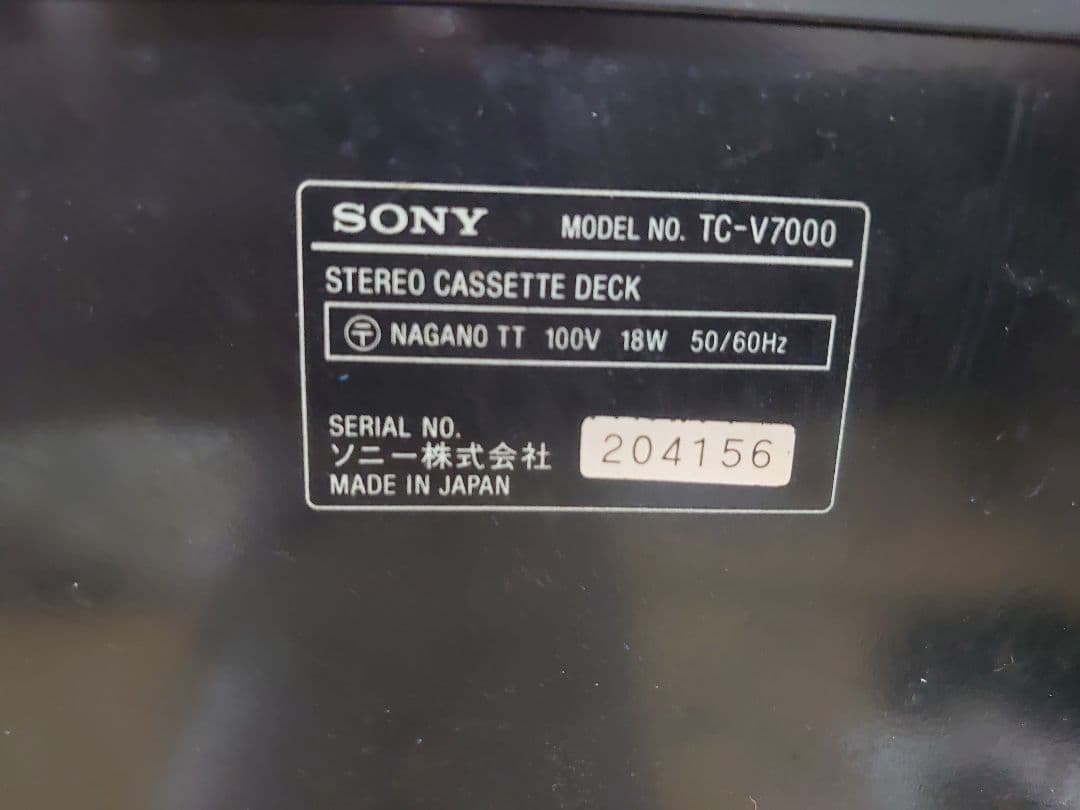 SONY MODEL NO. TC-V7000
STEREO CASSETTE DECK
〒 NAGANO TT 100V 18W 50/60Hz
SERIAL NO. 204156
ソニー株式会社
MADE IN JAPAN